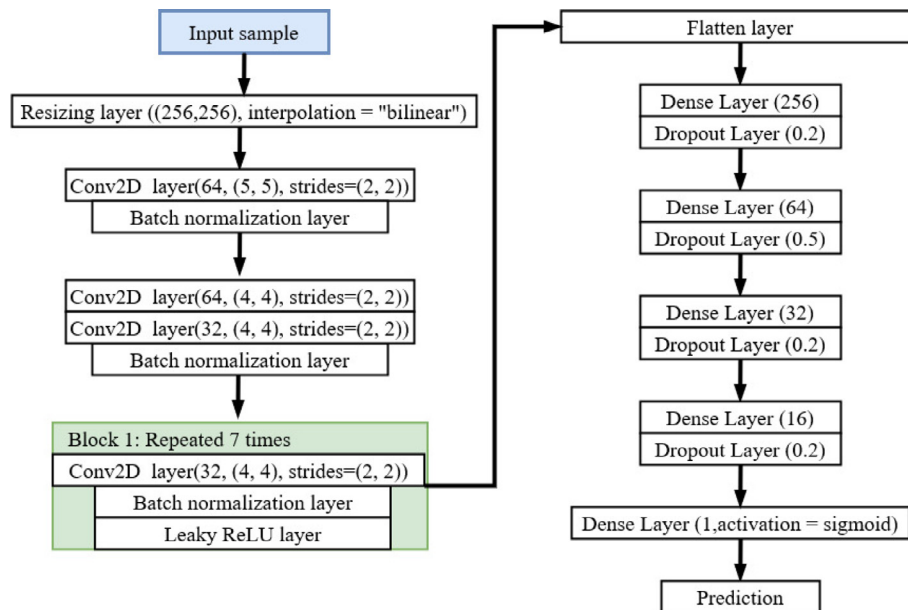 Input sample
Resizing layer ((256,256), interpolation = "bilinear")
Conv2D layer(64, (5, 5), strides=(2, 2))
Batch normalization layer
Conv2D layer(64, (4, 4), strides=(2, 2))
Conv2D layer(32, (4, 4), strides=(2, 2))
Batch normalization layer
Block 1: Repeated 7 times
Conv2D layer(32, (4, 4), strides=(2, 2))
Batch normalization layer
Leaky ReLU layer
Flatten layer
Dense Layer (256)
Dropout Layer (0.2)
Dense Layer (64)
Dropout Layer (0.5)
Dense Layer (32)
Dropout Layer (0.2)
Dense Layer (16)
Dropout Layer (0.2)
Dense Layer (1,activation = sigmoid)
Prediction